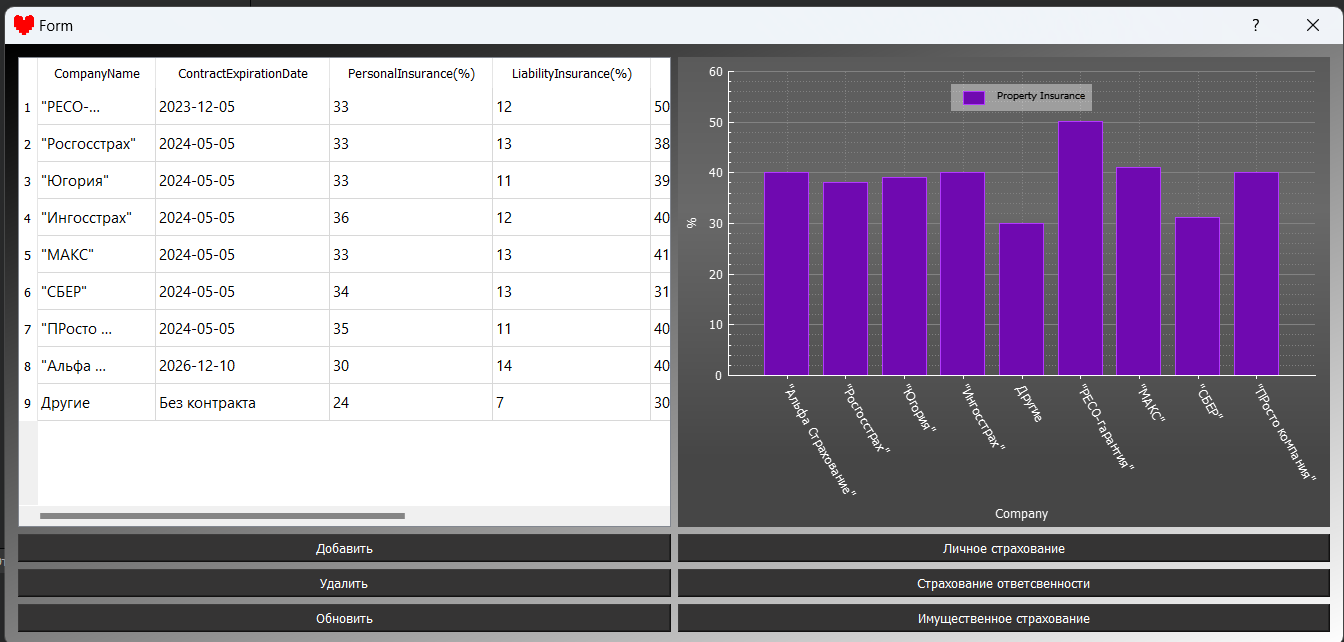 Form
?
CompanyName ContractExpirationDate PersonalInsurance(%) LiabilityInsurance(%)
1 "РЕСО-... 2023-12-05 33 12 50
2 "Росгосстрах" 2024-05-05 33 13 38
3 "Югория" 2024-05-05 33 11 39
4 "Ингосстрах" 2024-05-05 36 12 40
5 "МАКС" 2024-05-05 33 13 41
6 "СБЕР" 2024-05-05 34 13 31
7 "ПРосто ... 2024-05-05 35 11 40
8 "Альфа ... 2026-12-10 30 14 40
9 Другие Без контракта 24 7 30
Добавить
Удалить
Обновить
Property Insurance
60
50
40
30
20
10
0
%
"Альфа Страхование"
"Росгосстрах"
"Югория"
"Ингосстрах"
Другие
"РЕСО-гарантия"
"МАКС"
"СБЕР"
"ПРосто компания"
Company
Личное страхование
Страхование ответсвенности
Имущественное страхование